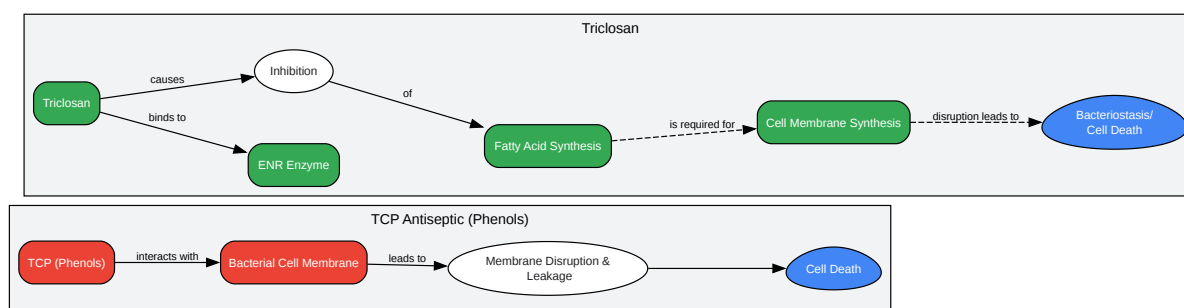 Triclosan
Triclosan
causes
Inhibition
of
binds to
ENR Enzyme
Fatty Acid Synthesis
is required for
Cell Membrane Synthesis
disruption leads to
Bacteriostasis/
Cell Death
TCP Antiseptic (Phenols)
TCP (Phenols)
interacts with
Bacterial Cell Membrane
leads to
Membrane Disruption &
Leakage
Cell Death